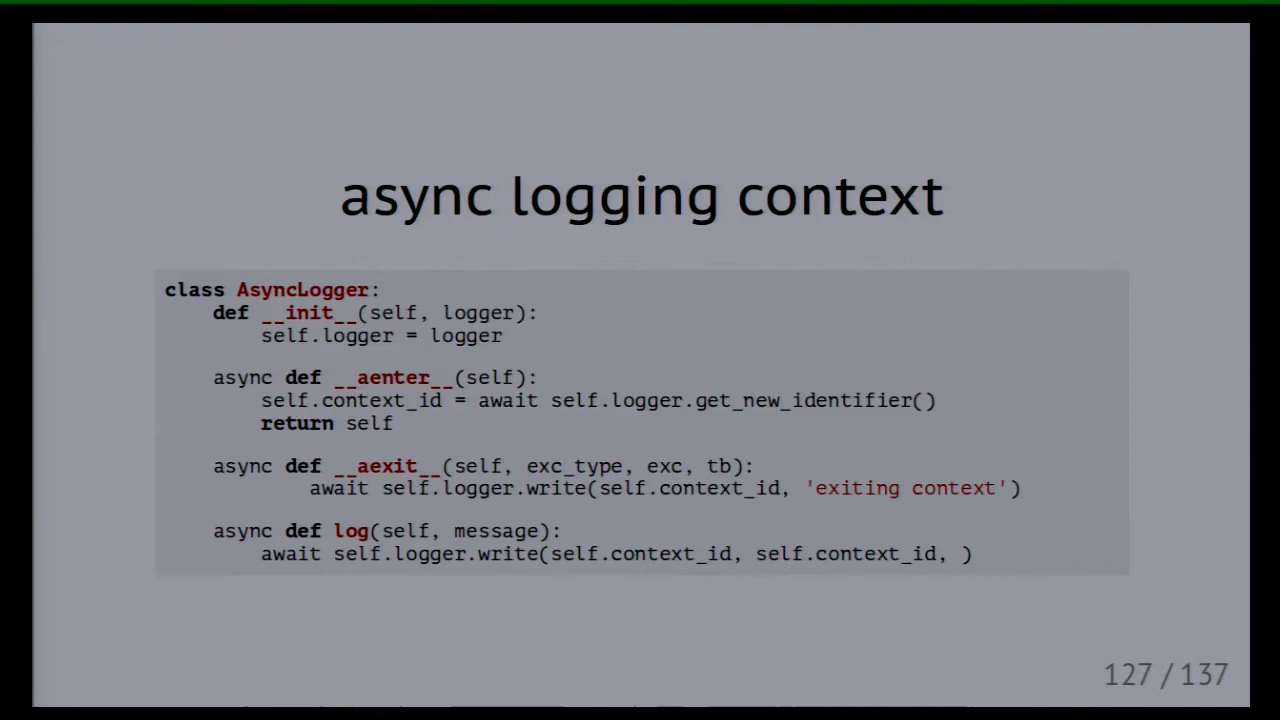 async logging context
class AsyncLogger:
def __init__(self, logger):
self.logger = logger
async def __aenter__(self):
self.context_id = await self.logger.get_new_identifier()
return self
async def __aexit__(self, exc_type, exc, tb):
await self.logger.write(self.context_id, 'exiting context')
async def log(self, message):
await self.logger.write(self.context_id, self.context_id, )
127 / 137